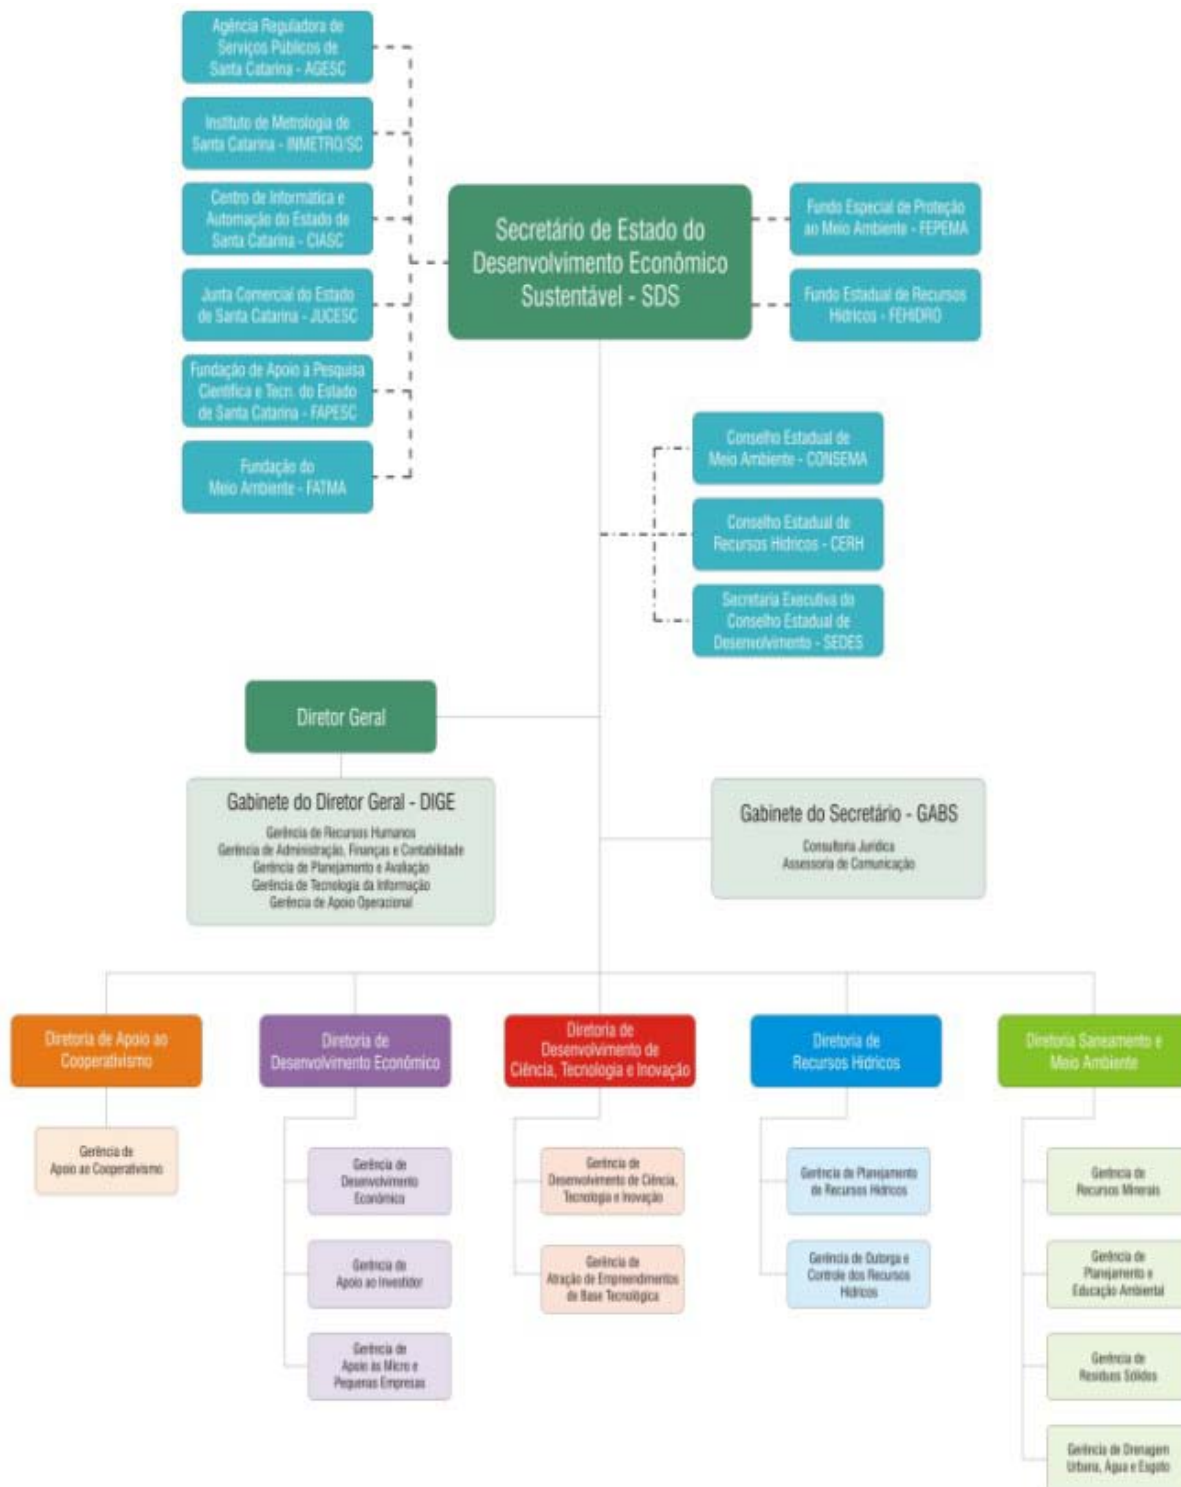 Agência Reguladora de
Serviços Públicos de
Santa Catarina - AGESC
Instituto de Metrologia de
Santa Catarina - INMETRO/SC
Centro de Informática e
Automação do Estado de
Santa Catarina - CIASC
Junta Comercial do Estado
de Santa Catarina - JUCESC
Fundação de Apoio à Pesquisa
Científica e Tecn. do Estado
de Santa Catarina - FAPESC
Fundação do
Meio Ambiente - FATMA
Secretário de Estado do
Desenvolvimento Econômico
Sustentável - SDS
Fundo Especial de Proteção
ao Meio Ambiente - FEPEMA
Fundo Estadual de Recursos
Hídricos - FEHIDRO
Conselho Estadual de
Meio Ambiente - CONSEMA
Conselho Estadual de
Recursos Hídricos - CERH
Secretaria Executiva do
Conselho Estadual de
Desenvolvimento - SEDES
Diretor Geral
Gabinete do Diretor Geral - DIGE
Gerência de Recursos Humanos
Gerência de Administração, Finanças e Contabilidade
Gerência de Planejamento e Avaliação
Gerência de Tecnologia da Informação
Gerência de Apoio Operacional
Gabinete do Secretário - GABS
Consultoria Jurídica
Assessoria de Comunicação
Diretoria de Apoio ao
Cooperativismo
Gerência de
Apoio ao Cooperativismo
Diretoria de
Desenvolvimento Econômico
Gerência de
Desenvolvimento
Econômico
Gerência de
Apoio ao Investidor
Gerência de
Apoio às Micro e
Pequenas Empresas
Diretoria de
Desenvolvimento de
Ciência, Tecnologia e Inovação
Gerência de
Desenvolvimento de Ciência,
Tecnologia e Inovação
Gerência de
Atração de Empreendimentos
de Base Tecnológica
Diretoria de
Recursos Hídricos
Gerência de Planejamento
de Recursos Hídricos
Gerência de Outorga e
Controle dos Recursos
Hídricos
Diretoria Saneamento e
Meio Ambiente
Gerência de
Recursos Minerais
Gerência de
Planejamento e
Educação Ambiental
Gerência de
Resíduos Sólidos
Gerência de Drenagem
Urbana, Água e Esgoto